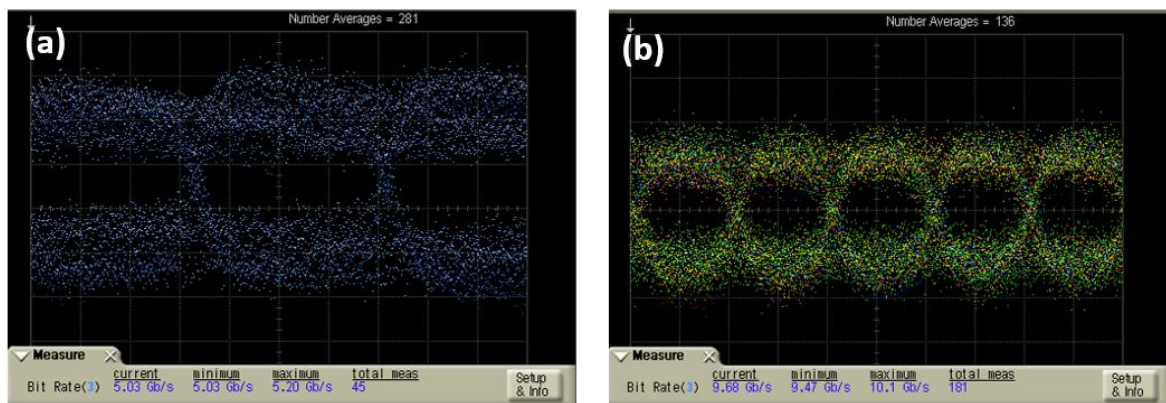 (a)
Number Averages = 281
Measure
current minimum maximum total meas
Bit Rate(3) 5.03 Gb/s 5.03 Gb/s 5.20 Gb/s 45
Setup & Info
(b)
Number Averages = 136
Measure
current minimum maximum total meas
Bit Rate(3) 9.68 Gb/s 9.47 Gb/s 10.1 Gb/s 181
Setup & Info